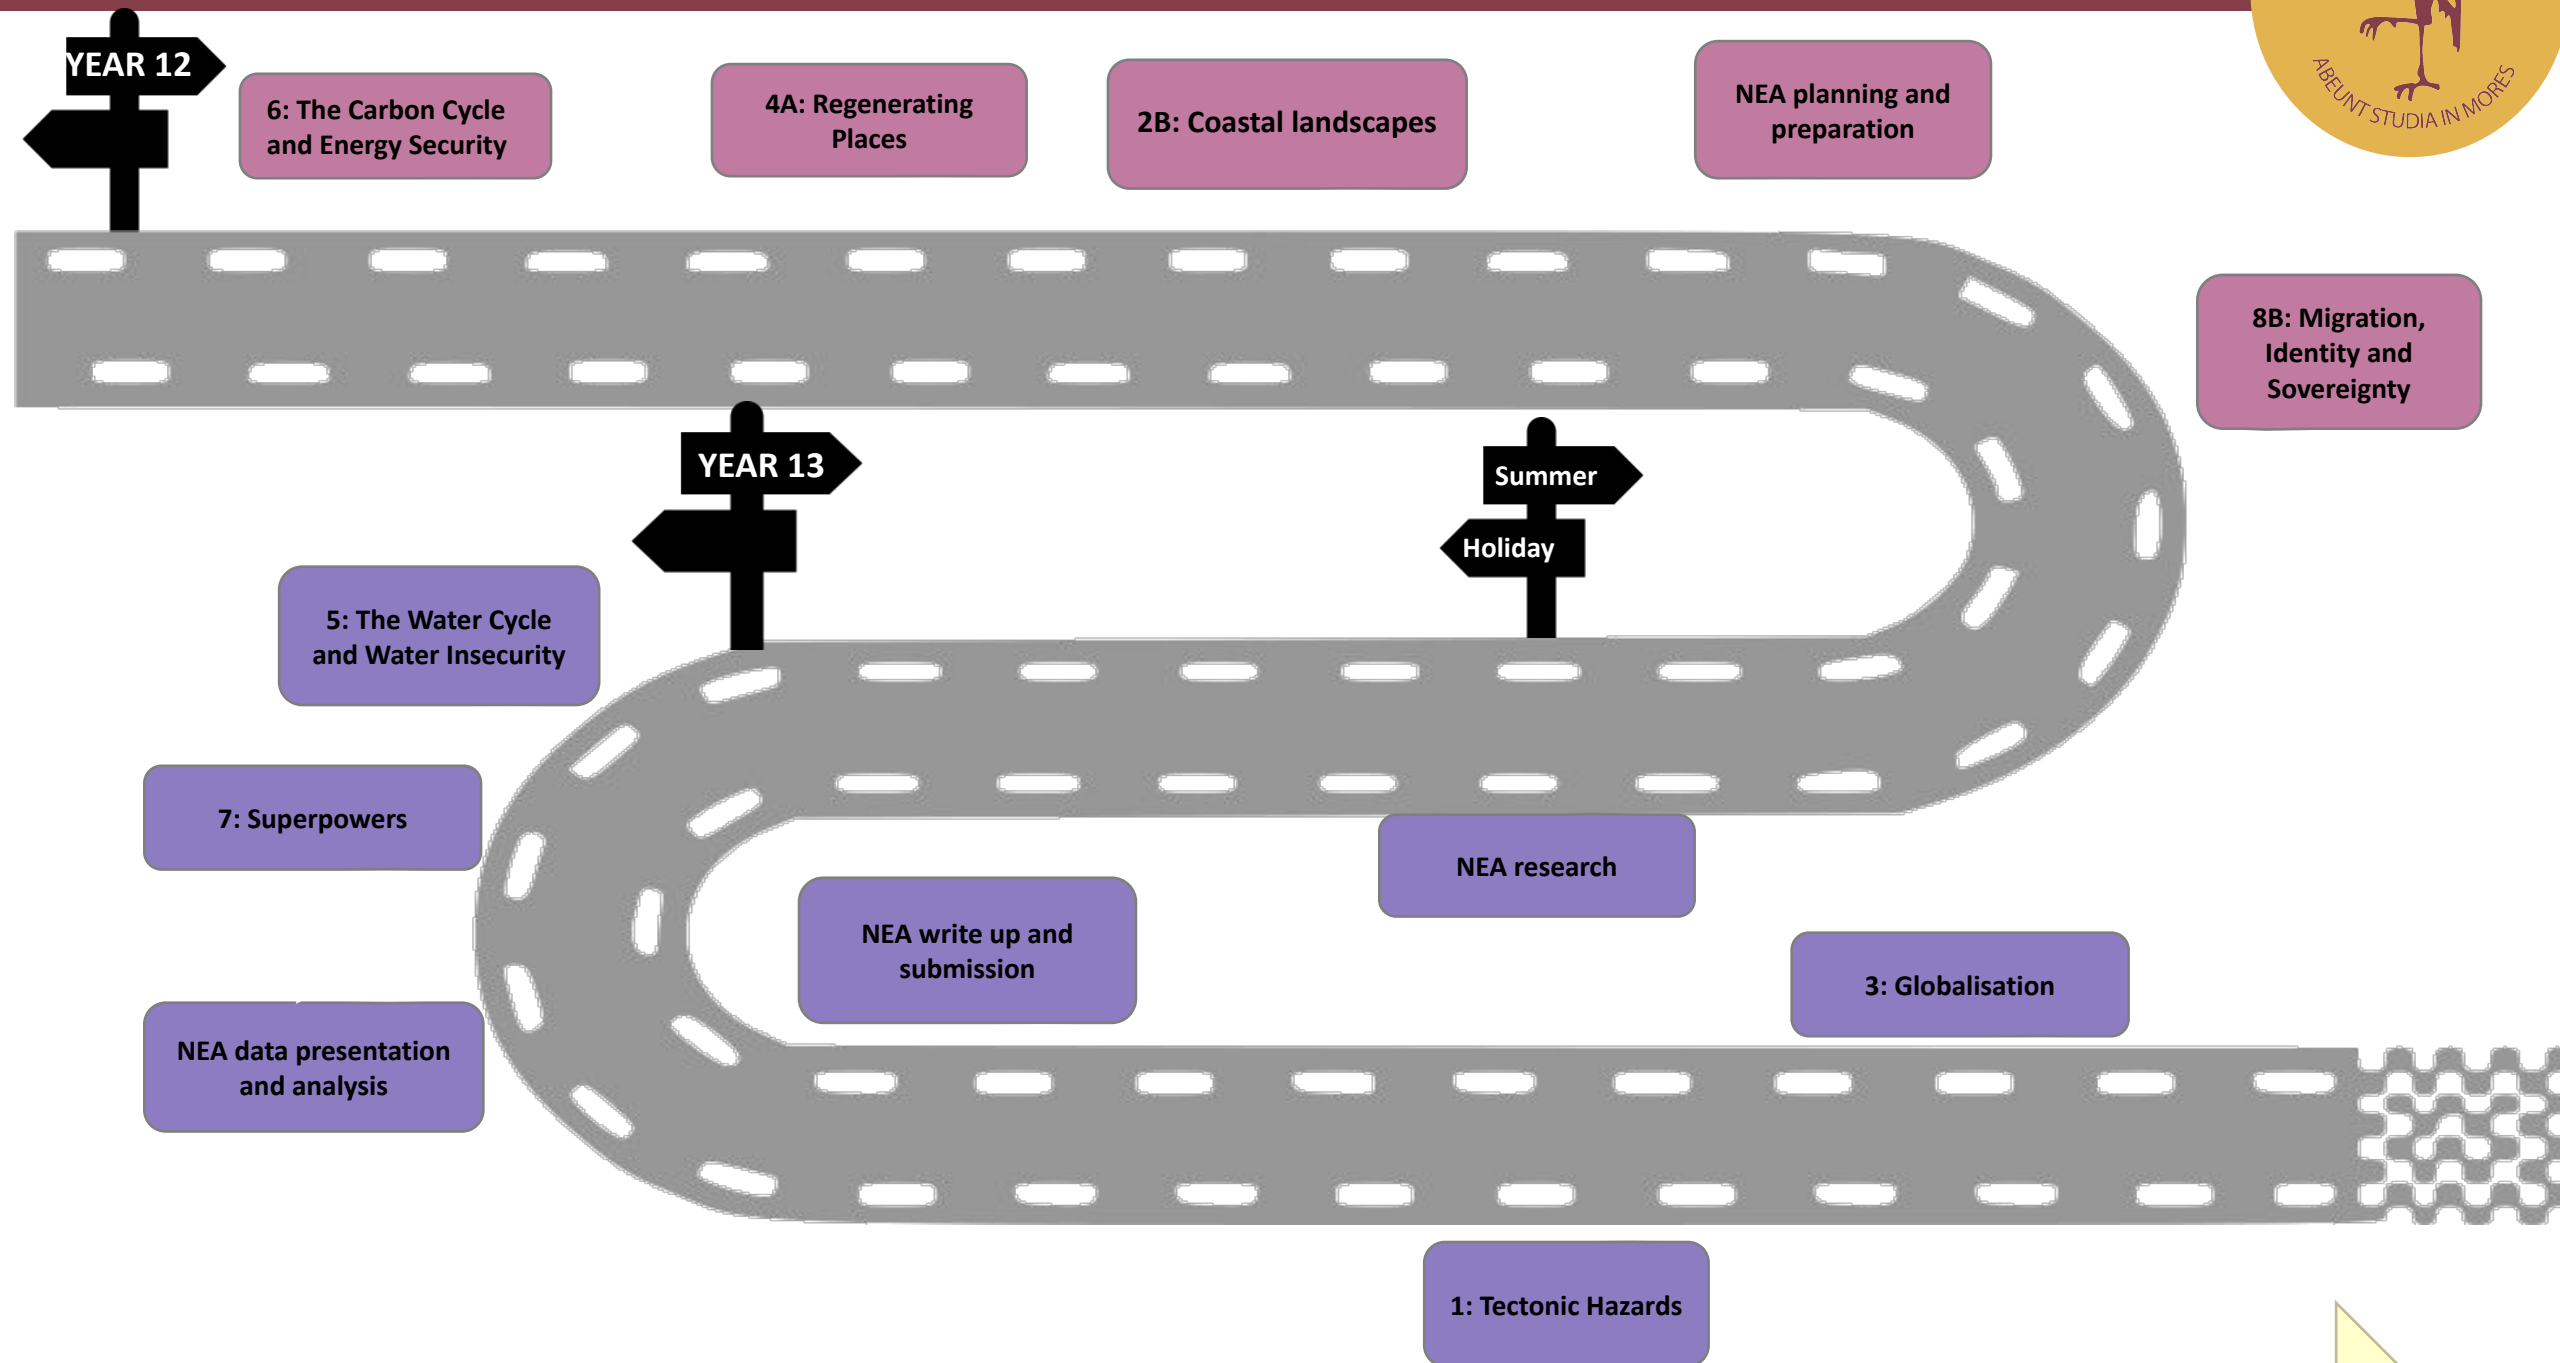 YEAR 12
6: The Carbon Cycle
and Energy Security
4A: Regenerating
Places
2B: Coastal landscapes
NEA planning and
preparation
ABEUNT STUDIA IN MORES
8B: Migration,
Identity and
Sovereignty
YEAR 13
Summer
Holiday
5: The Water Cycle
and Water Insecurity
7: Superpowers
NEA research
NEA write up and
submission
3: Globalisation
NEA data presentation
and analysis
1: Tectonic Hazards